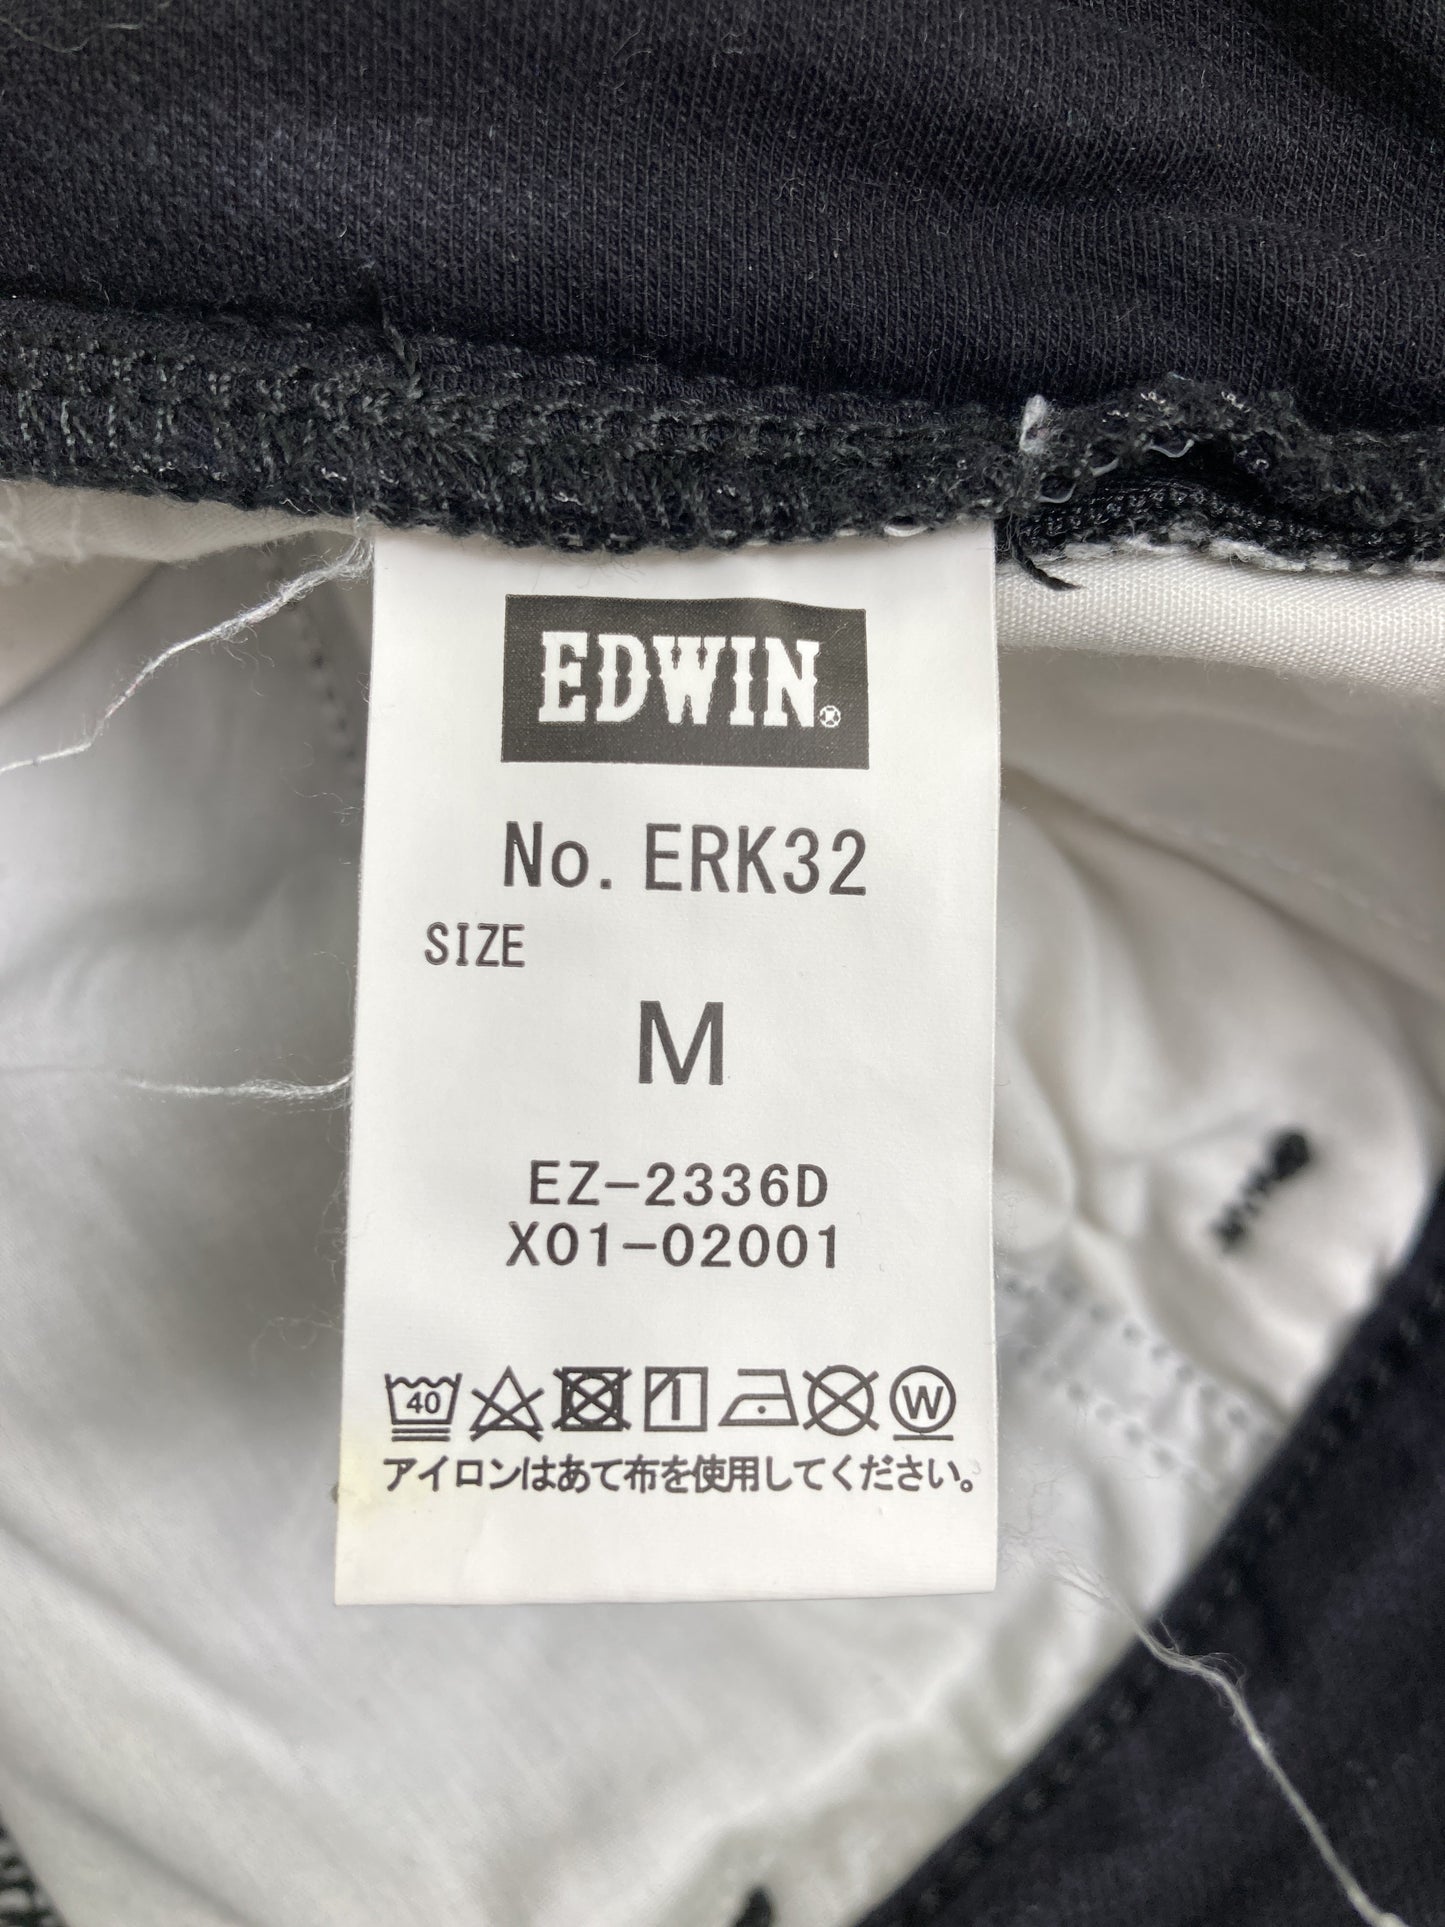 EDWIN®
No. ERK32
SIZE
M
EZ-2336D
X01-02001
40 1 W
アイロンはあて布を使用してください。